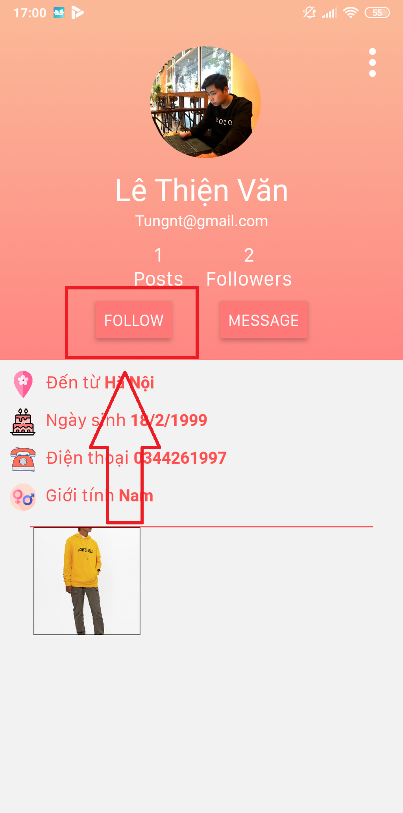 17:00
55
Lê Thiện Văn
Tungnt@gmail.com
1 2
Posts Followers
FOLLOW MESSAGE
Đến từ Hà Nội
Ngày sinh 18/2/1999
Điện thoại 0344261997
Giới tính Nam